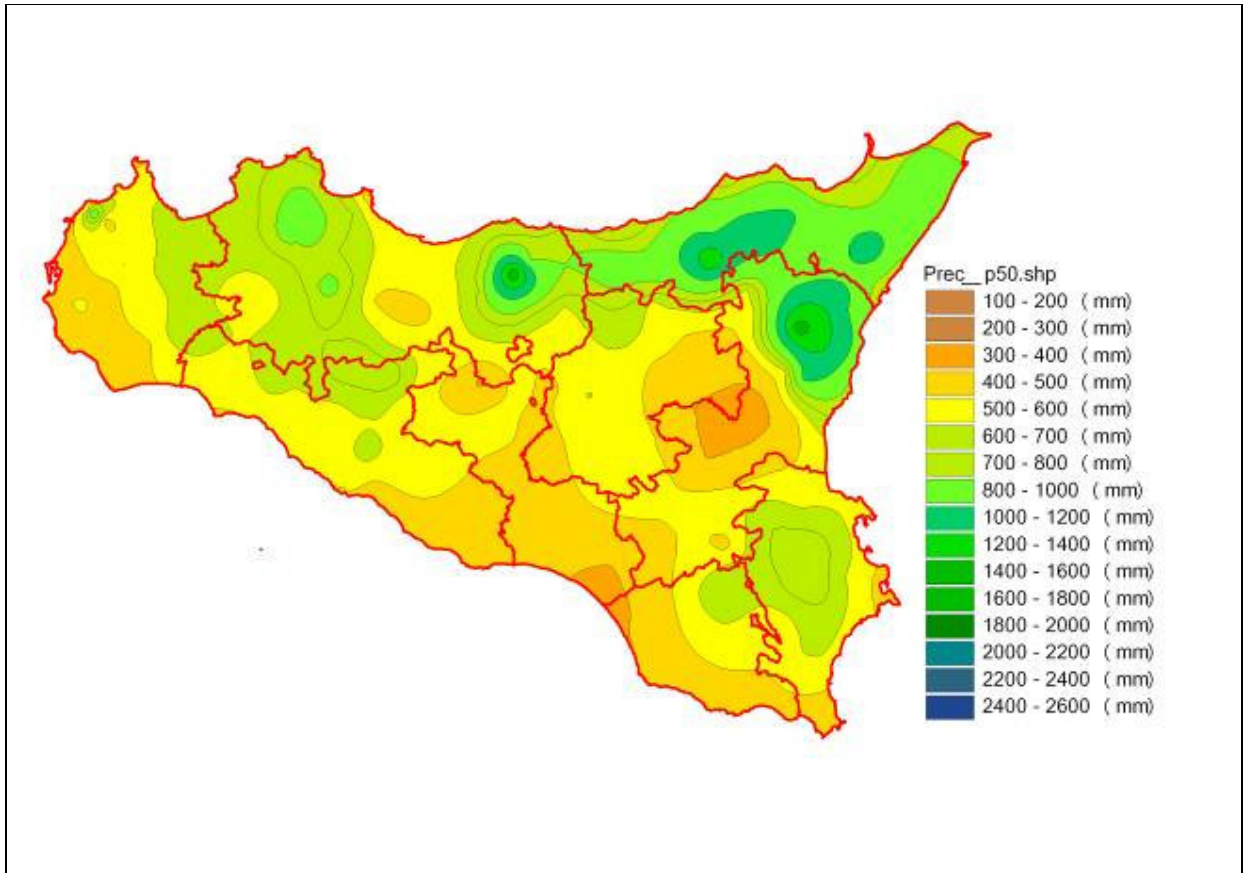 Prec__p50.shp
100 - 200 (mm)
200 - 300 (mm)
300 - 400 (mm)
400 - 500 (mm)
500 - 600 (mm)
600 - 700 (mm)
700 - 800 (mm)
800 - 1000 (mm)
1000 - 1200 (mm)
1200 - 1400 (mm)
1400 - 1600 (mm)
1600 - 1800 (mm)
1800 - 2000 (mm)
2000 - 2200 (mm)
2200 - 2400 (mm)
2400 - 2600 (mm)